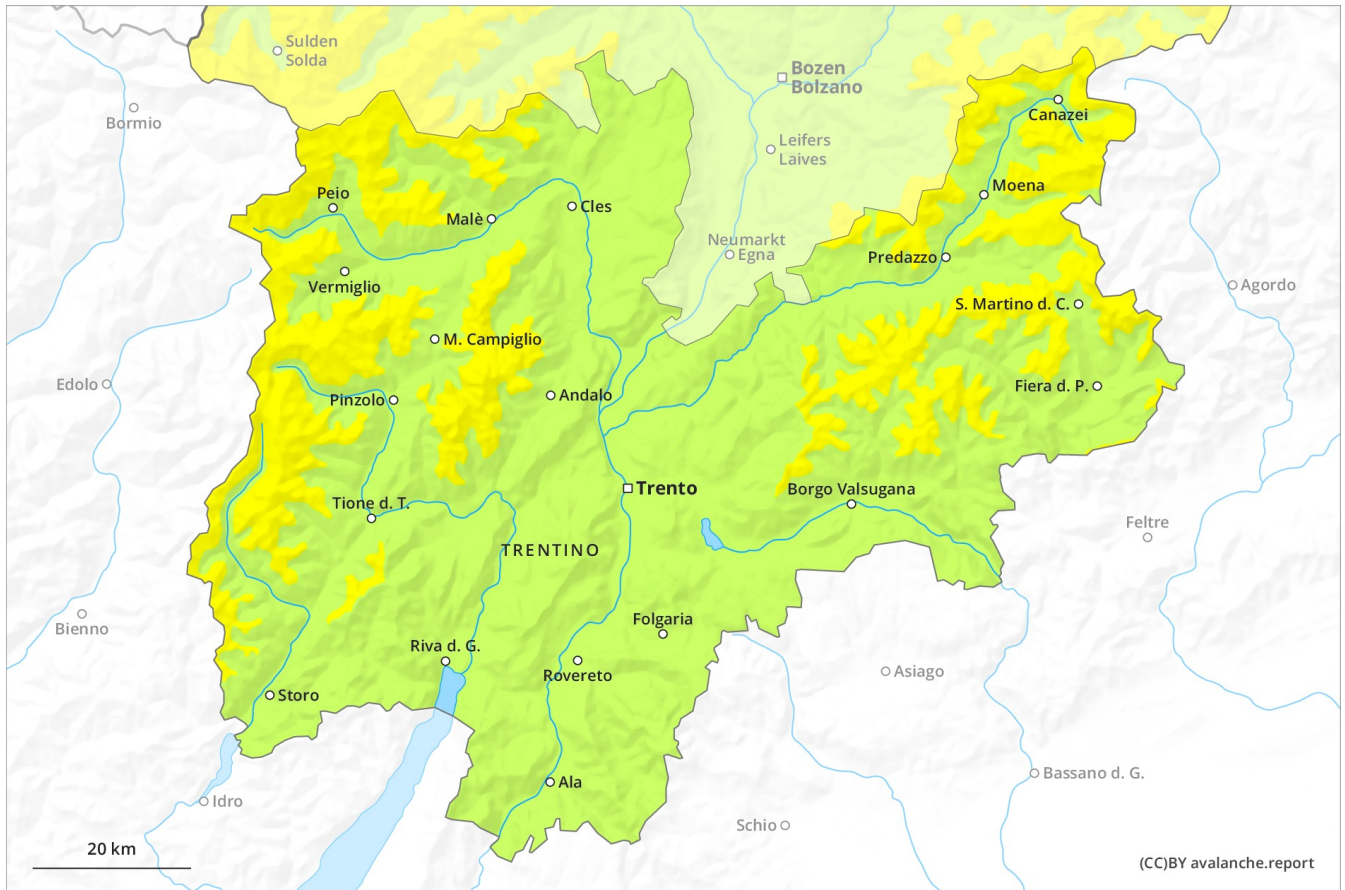 Sulden
Solda
Bozen
Bolzano
Bormio
Canazei
Leifers
Laives
Peio
Moena
Malè
Cles
Neumarkt
Egna
Predazzo
Vermiglio
Agordo
S. Martino d. C.
M. Campiglio
Edolo
Andalo
Fiera d. P.
Pinzolo
Trento
Borgo Valsugana
Tione d. T.
Feltre
TRENTINO
Bienno
Folgaria
Riva d. G.
Asiago
Rovereto
Storo
Bassano d. G.
Ala
Idro
Schio
20 km
(CC)BY avalanche.report